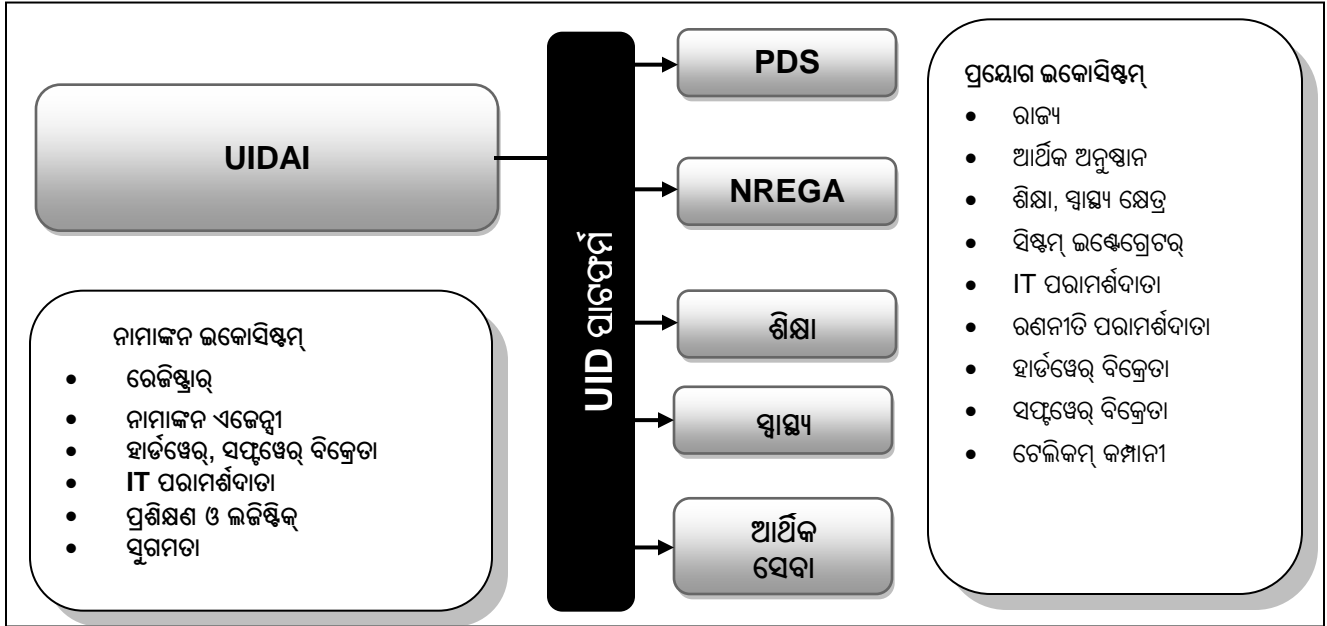 UIDAI
ନାମାଙ୍କନ ଇକୋସିଷ୍ଟମ୍
• ରେଜିଷ୍ଟ୍ରାର୍
• ନାମାଙ୍କନ ଏଜେନ୍ସୀ
• ହାର୍ଡୱେର୍, ସଫ୍ଟୱେର୍ ବିକ୍ରେତା
• IT ପରାମର୍ଶଦାତା
• ପ୍ରଶିକ୍ଷଣ ଓ ଲଜିଷ୍ଟିକ୍
• ସୁଗମତା
UID ପ୍ଲାଟଫର୍ମ
PDS
NREGA
ଶିକ୍ଷା
ସ୍ୱାସ୍ଥ୍ୟ
ଆର୍ଥିକ
ସେବା
ପ୍ରୟୋଗ ଇକୋସିଷ୍ଟମ୍
• ରାଜ୍ୟ
• ଆର୍ଥିକ ଅନୁଷ୍ଠାନ
• ଶିକ୍ଷା, ସ୍ୱାସ୍ଥ୍ୟ କ୍ଷେତ୍ର
• ସିଷ୍ଟମ୍ ଇଣ୍ଟେଗ୍ରେଟର୍
• IT ପରାମର୍ଶଦାତା
• ରଣନୀତି ପରାମର୍ଶଦାତା
• ହାର୍ଡୱେର୍ ବିକ୍ରେତା
• ସଫ୍ଟୱେର୍ ବିକ୍ରେତା
• ଟେଲିକମ୍ କମ୍ପାନୀ